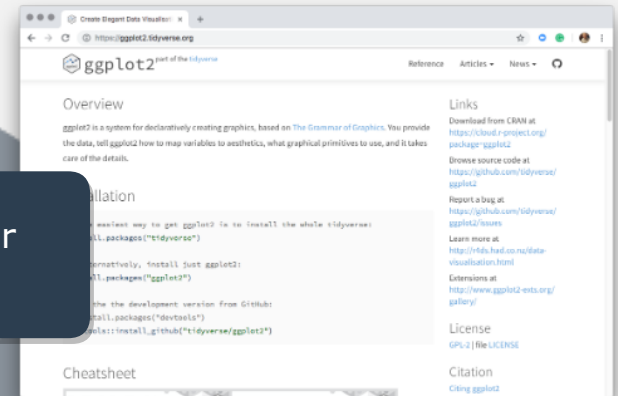 Create Elegant Data Visualisati
https://ggplot2.tidyverse.org
ggplot2 part of the tidyverse
Reference Articles News
Overview
ggplot2 is a system for declaratively creating graphics, based on The Grammar of Graphics. You provide
the data, tell ggplot2 how to map variables to aesthetics, what graphical primitives to use, and it takes
care of the details.
r
allation
easiest way to get ggplot2 is to install the whole tidyverse:
all.packages("tidyverse")
ternatively, install just ggplot2:
all.packages("ggplot2")
the the development version from GitHub:
stall.packages("devtools")
ools::install_github("tidyverse/ggplot2")
Cheatsheet
Links
Download from CRAN at
https://cloud.r-project.org/
package=ggplot2
Browse source code at
https://github.com/tidyverse/
ggplot2
Report a bug at
https://github.com/tidyverse/
ggplot2/issues
Learn more at
http://r4ds.had.co.nz/data-
visualisation.html
Extensions at
http://www.ggplot2-exts.org/
gallery/
License
GPL-2 | file LICENSE
Citation
Citing ggplot2